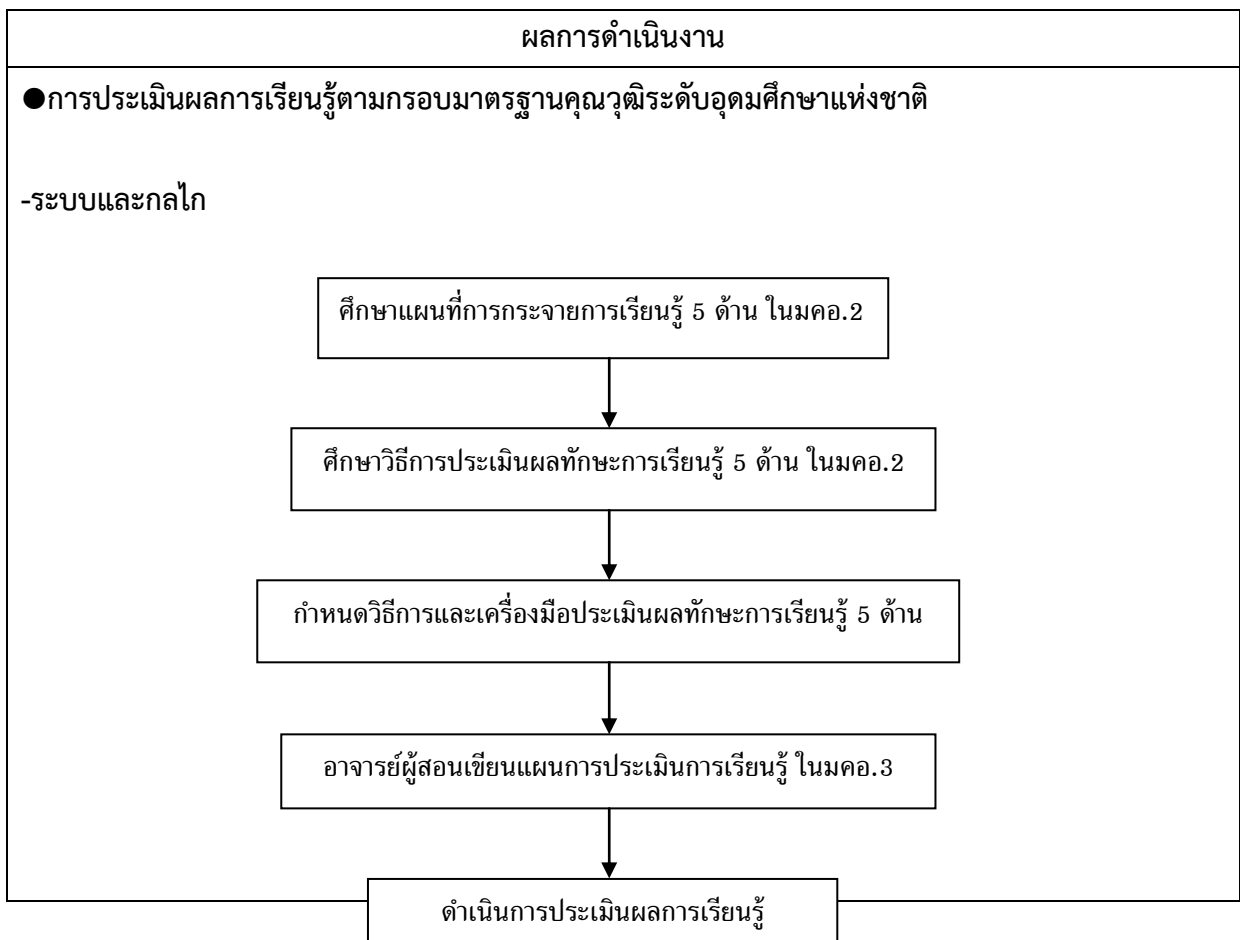 ผลการดำเนินงาน
●การประเมินผลการเรียนรู้ตามกรอบมาตรฐานคุณวุฒิระดับอุดมศึกษาแห่งชาติ
-ระบบและกลไก
ศึกษาแผนที่การกระจายการเรียนรู้ 5 ด้าน ในมคอ.2
ศึกษาวิธีการประเมินผลทักษะการเรียนรู้ 5 ด้าน ในมคอ.2
กำหนดวิธีการและเครื่องมือประเมินผลทักษะการเรียนรู้ 5 ด้าน
อาจารย์ผู้สอนเขียนแผนการประเมินการเรียนรู้ ในมคอ.3
ดำเนินการประเมินผลการเรียนรู้